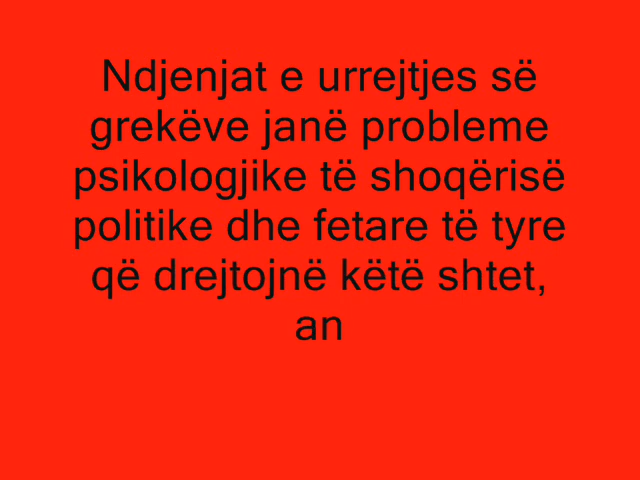 Ndjenjat e urrejtjes së
grekëve janë probleme
psikologjike të shoqërisë
politike dhe fetare të tyre
që drejtojnë këtë shtet,
an